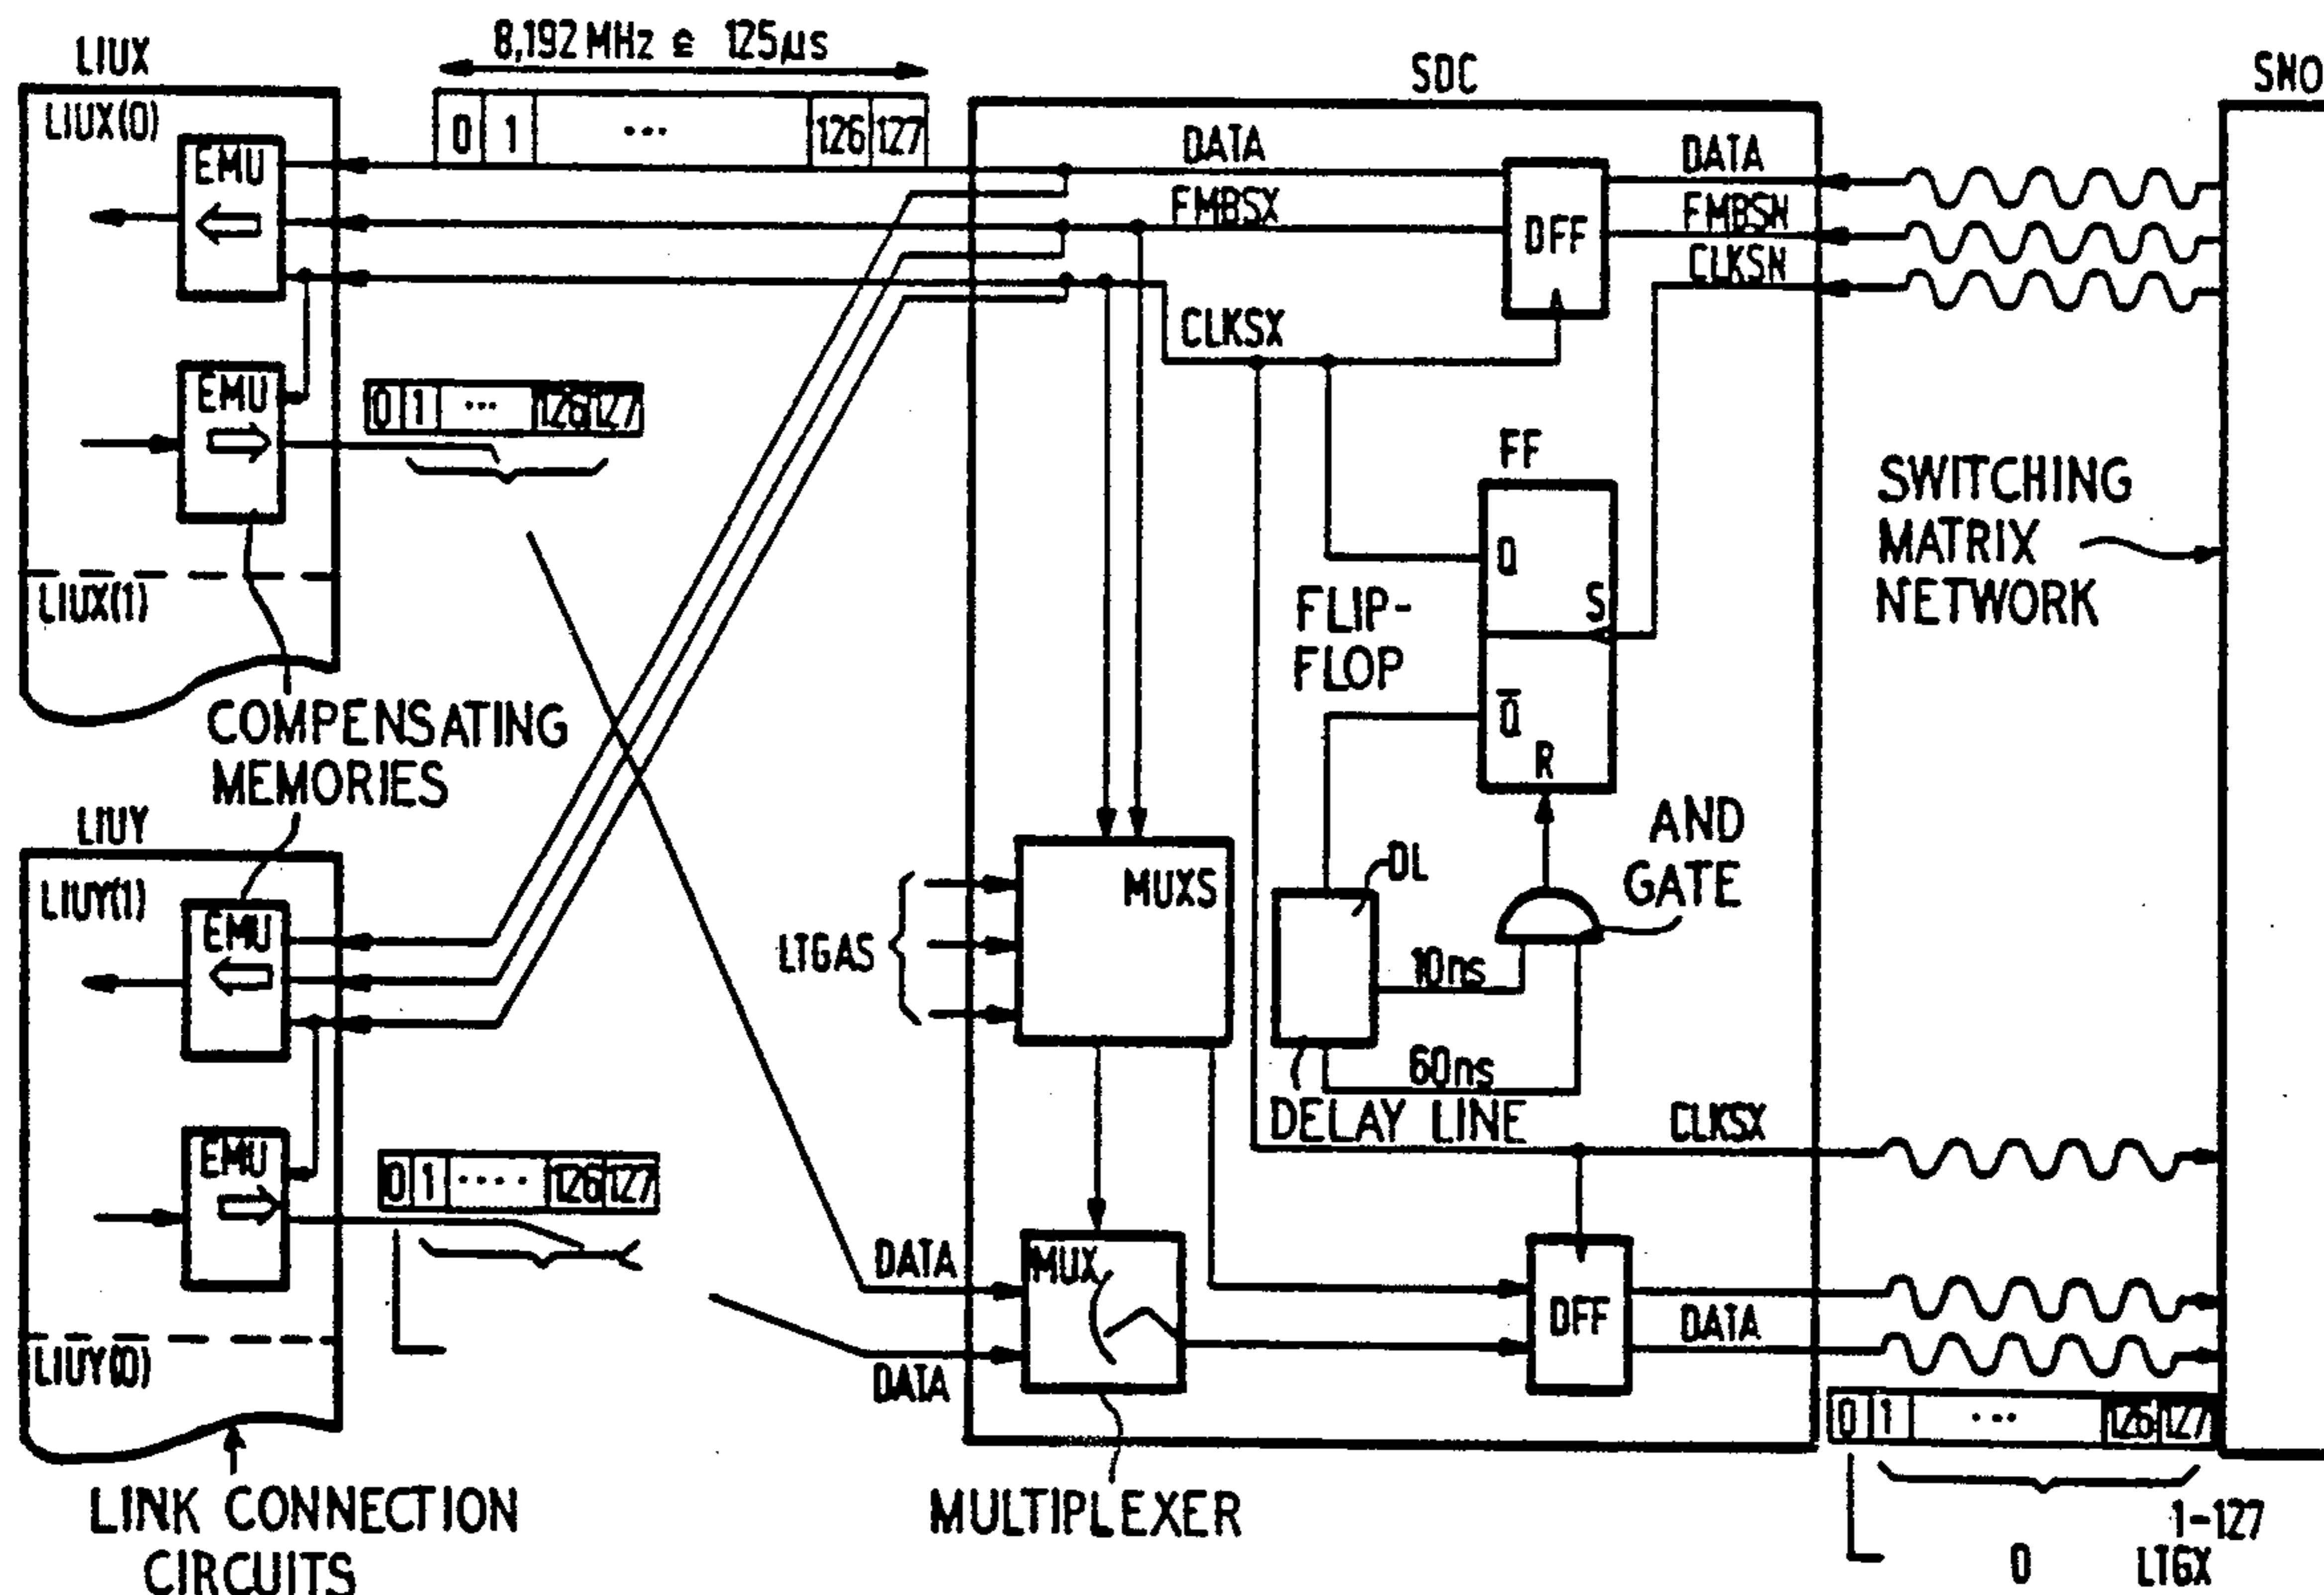 8,192 MHz ≙ 125µs
LIUX
LIUX(0)
0 1 ... 126 127
EMU
EMU
0 1 ... 126 127
LIUX(1)
COMPENSATING
MEMORIES
LIUY
LIUY(1)
EMU
EMU
0 1 .... 126 127
LIUY(0)
LINK CONNECTION
CIRCUITS
SDC
DATA
FMBSX
CLKSX
DFF
DATA
FMBSN
CLKSN
FF
Q
S
Q̅
R
FLIP-
FLOP
AND
GATE
DL
10ns
60ns
DELAY LINE
MUXS
LTGAS
CLKSX
DATA
DATA
MUX
DFF
DATA
MULTIPLEXER
SWITCHING
MATRIX
NETWORK
0 1 ... 126 127
1-127
0 LTGX